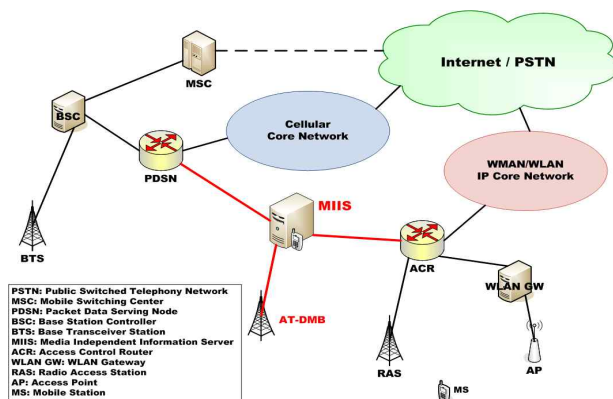 MSC
Internet / PSTN
BSC
Cellular
Core Network
PDSN
WMAN/WLAN
IP Core Network
MIIS
BTS
ACR
WLAN GW
AT-DMB
RAS
AP
MS
PSTN: Public Switched Telephony Network
MSC: Mobile Switching Center
PDSN: Packet Data Serving Node
BSC: Base Station Controller
BTS: Base Transceiver Station
MIIS: Media Independent Information Server
ACR: Access Control Router
WLAN GW: WLAN Gateway
RAS: Radio Access Station
AP: Access Point
MS: Mobile Station